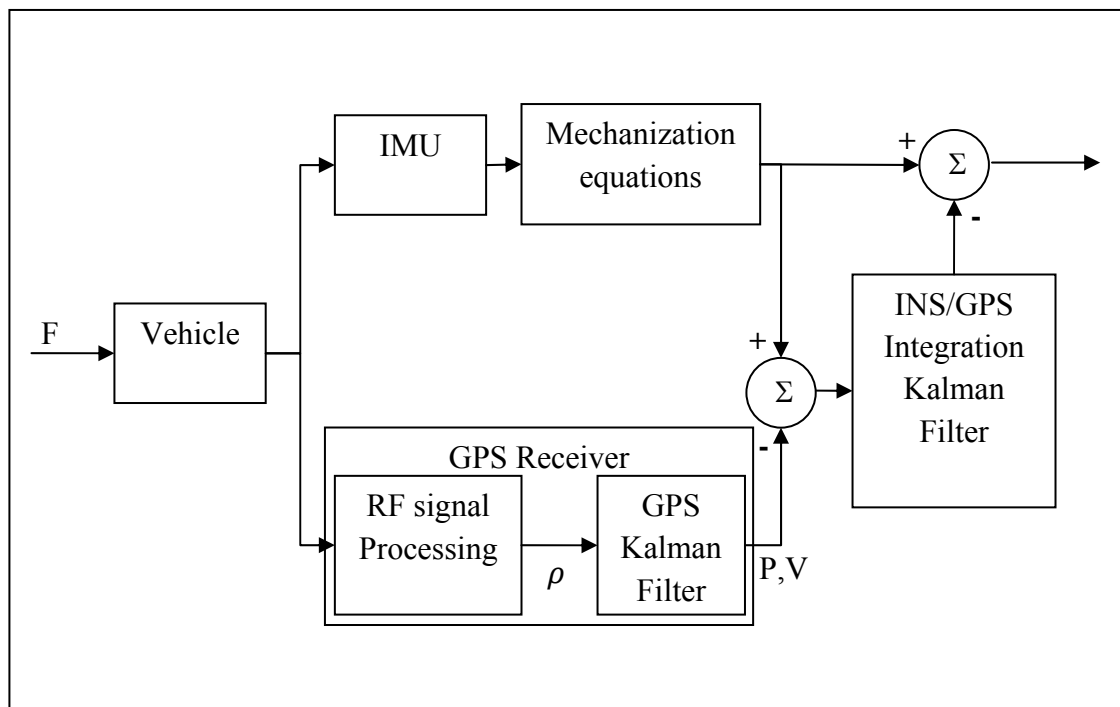 IMU
Mechanization
equations
+
Σ
-
F
Vehicle
INS/GPS
Integration
Kalman
Filter
+
Σ
-
GPS Receiver
RF signal
Processing
ρ
GPS
Kalman
Filter
P,V